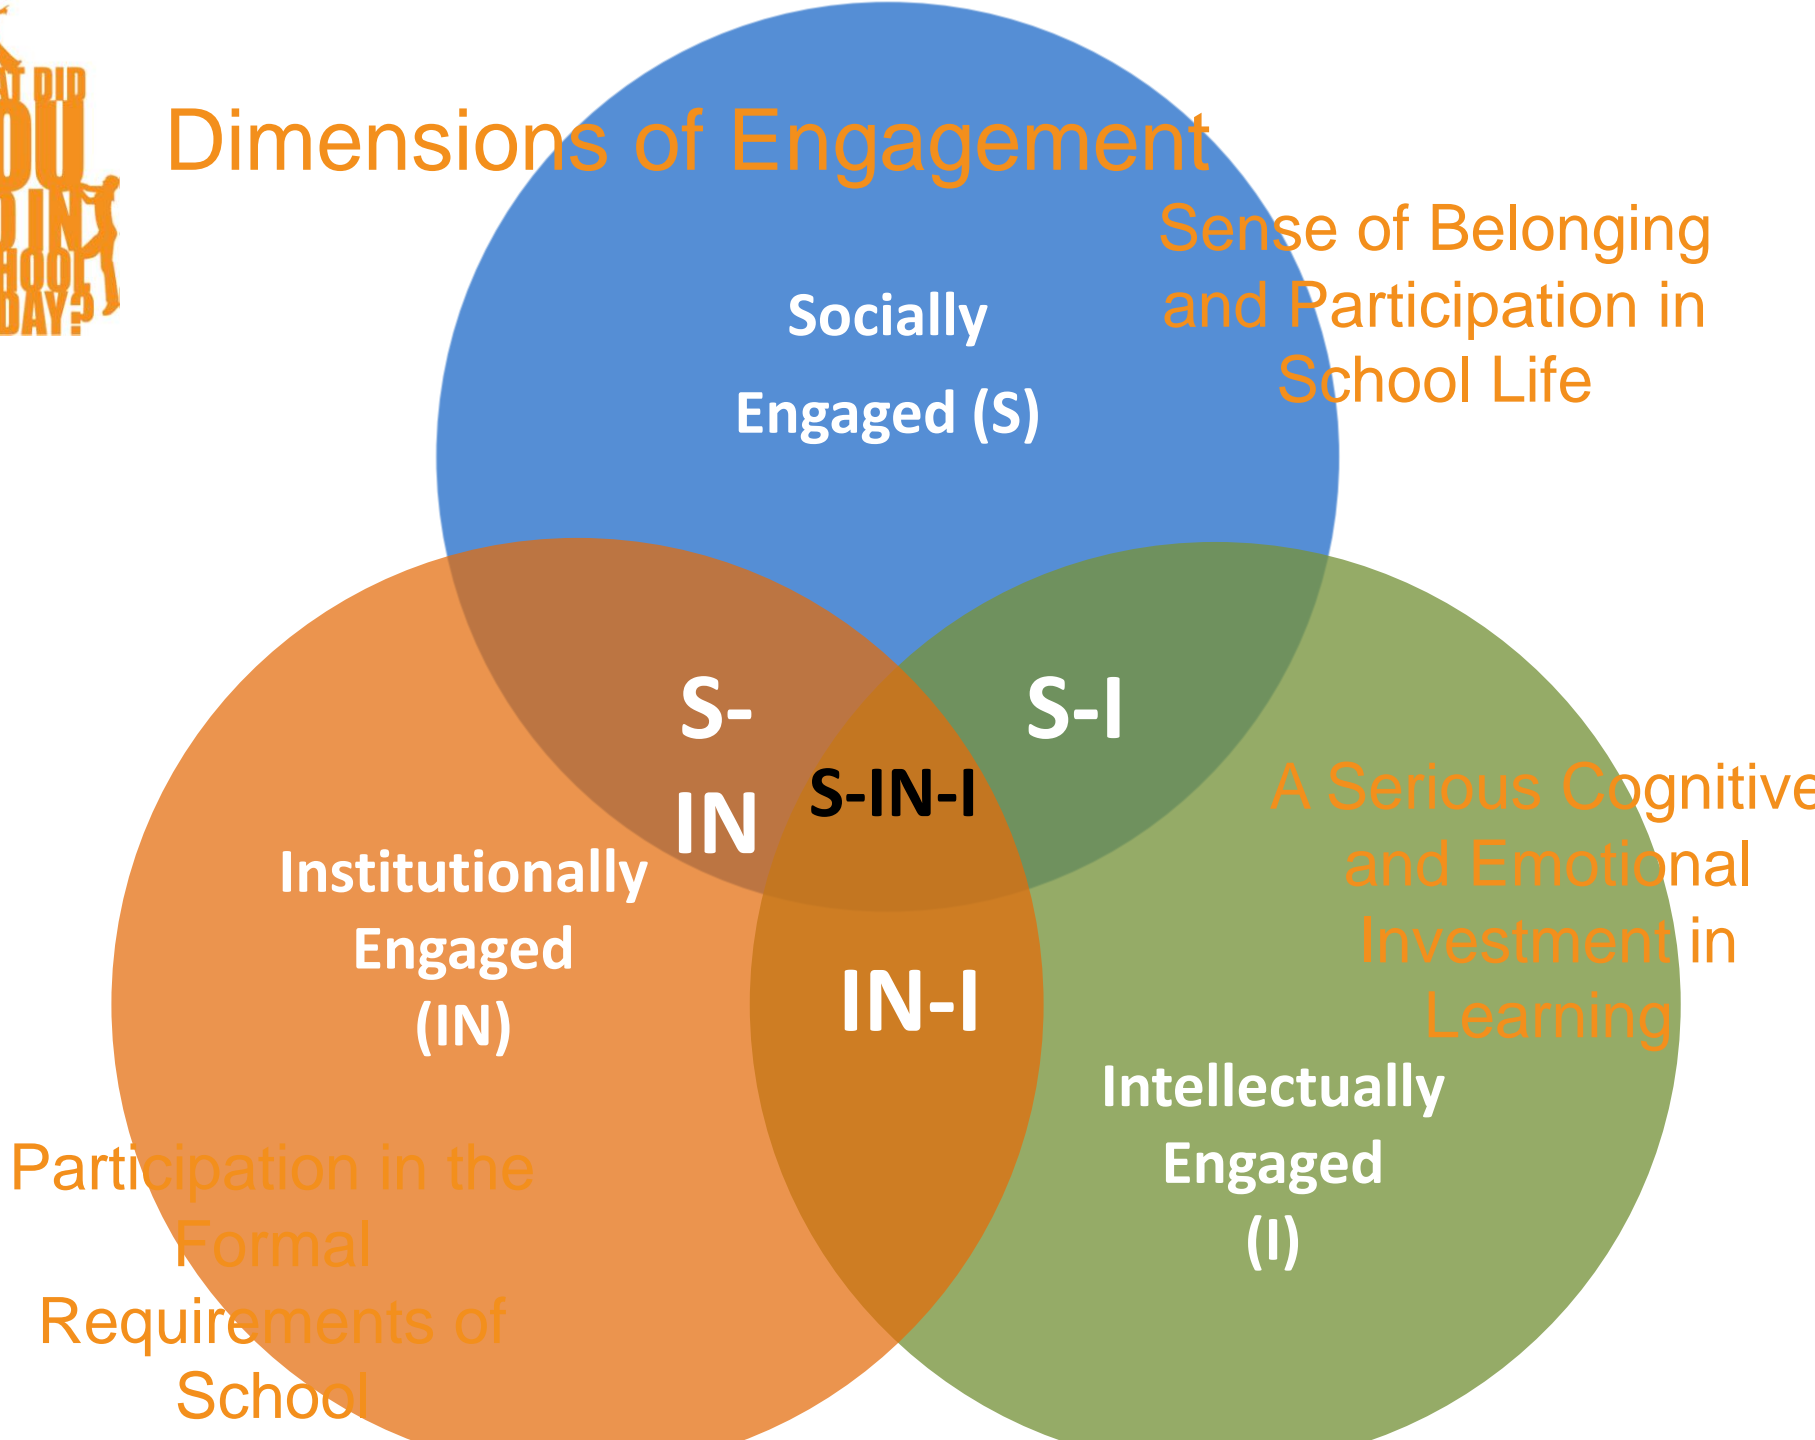 DID
Dimensions of Engagement
Sense of Belonging
and Participation in
School Life
Socially
Engaged (S)
S-
IN
S-I
S-IN-I
A Serious Cognitive
and Emotional
Investment in
Learning
Institutionally
Engaged
(IN)
IN-I
Intellectually
Engaged
(I)
Participation in the
Formal
Requirements of
School